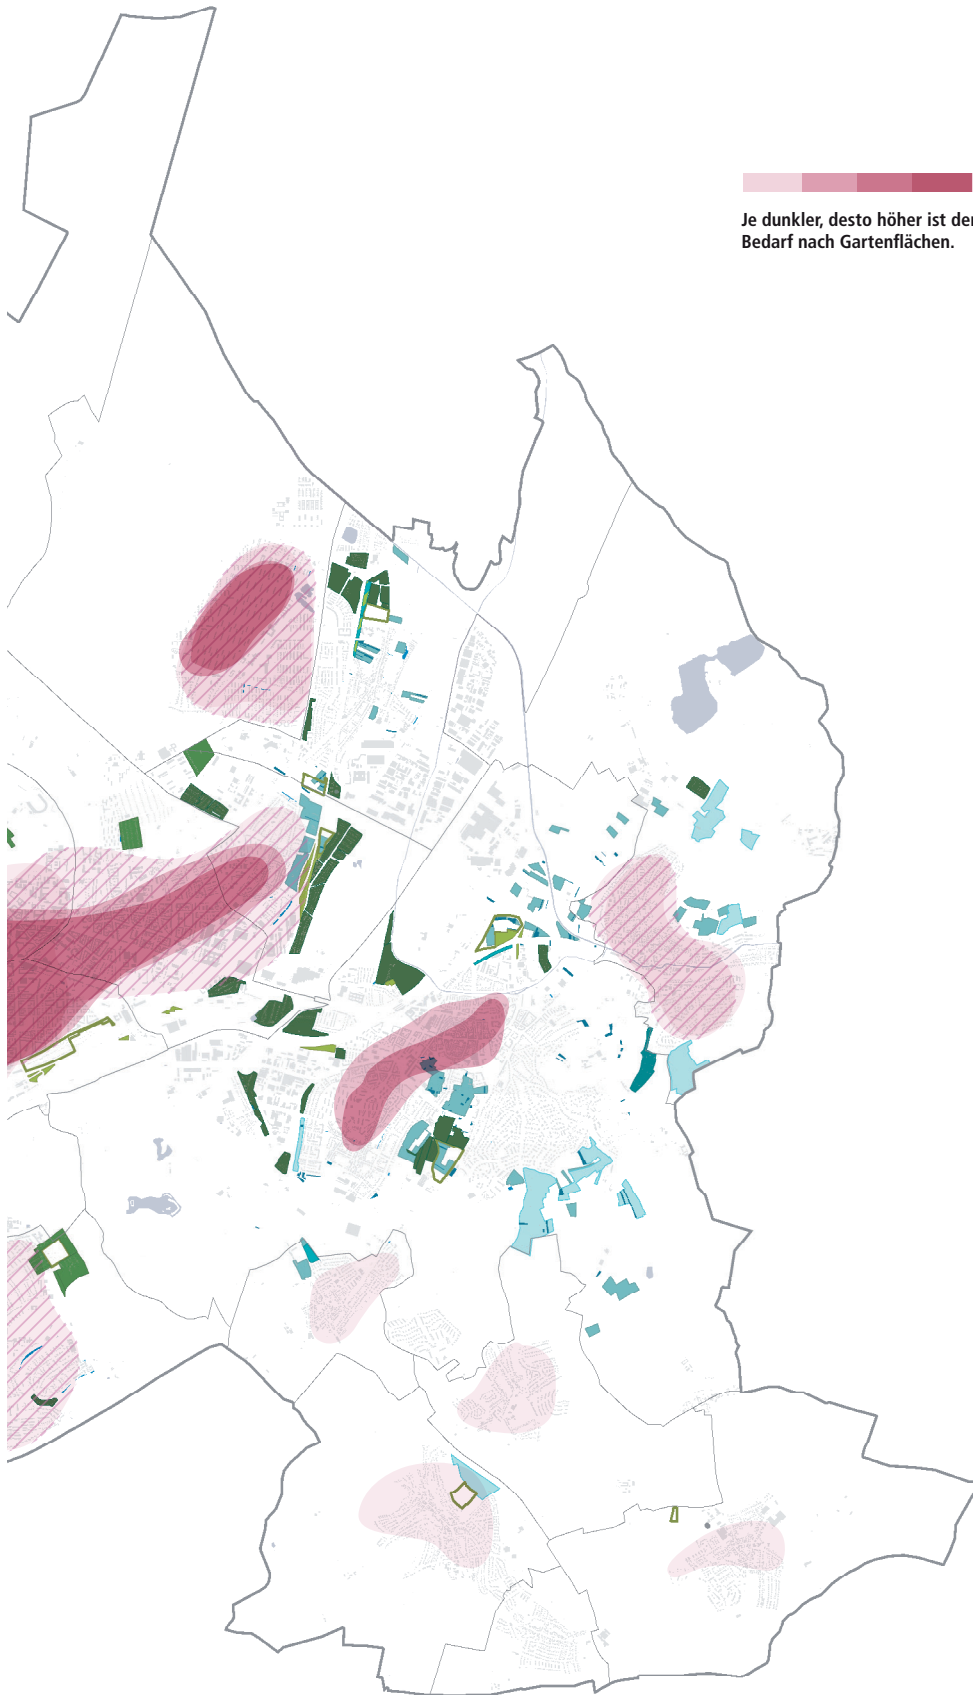 Je dunkler, desto höher ist der
Bedarf nach Gartenflächen.